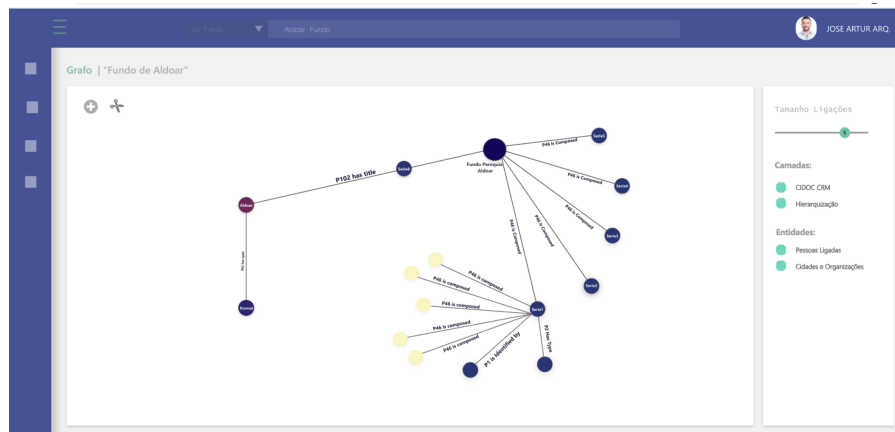 Aldoar Fundo
JOSE ARTUR ARQ.
Grafo | "Fundo de Aldoar"
Tamanho Ligações
3
Camadas:
CIDOC CRM
Hierarquização
Entidades:
Pessoas Ligadas
Cidades e Organizações
Serie5
P46 is Composed
Fundo Paroquia
Aldoar
Serie6
P102 has title
P46 is Composed
Serie4
Aldoar
P46 is Composed
Serie3
P46 is Composed
P46 is Composed
P46 is composed
P46 is composed
Serie2
P46 is composed
Formal
Serie1
P46 is composed
P46 is composed
P1 is Identified by
P2 Has Type